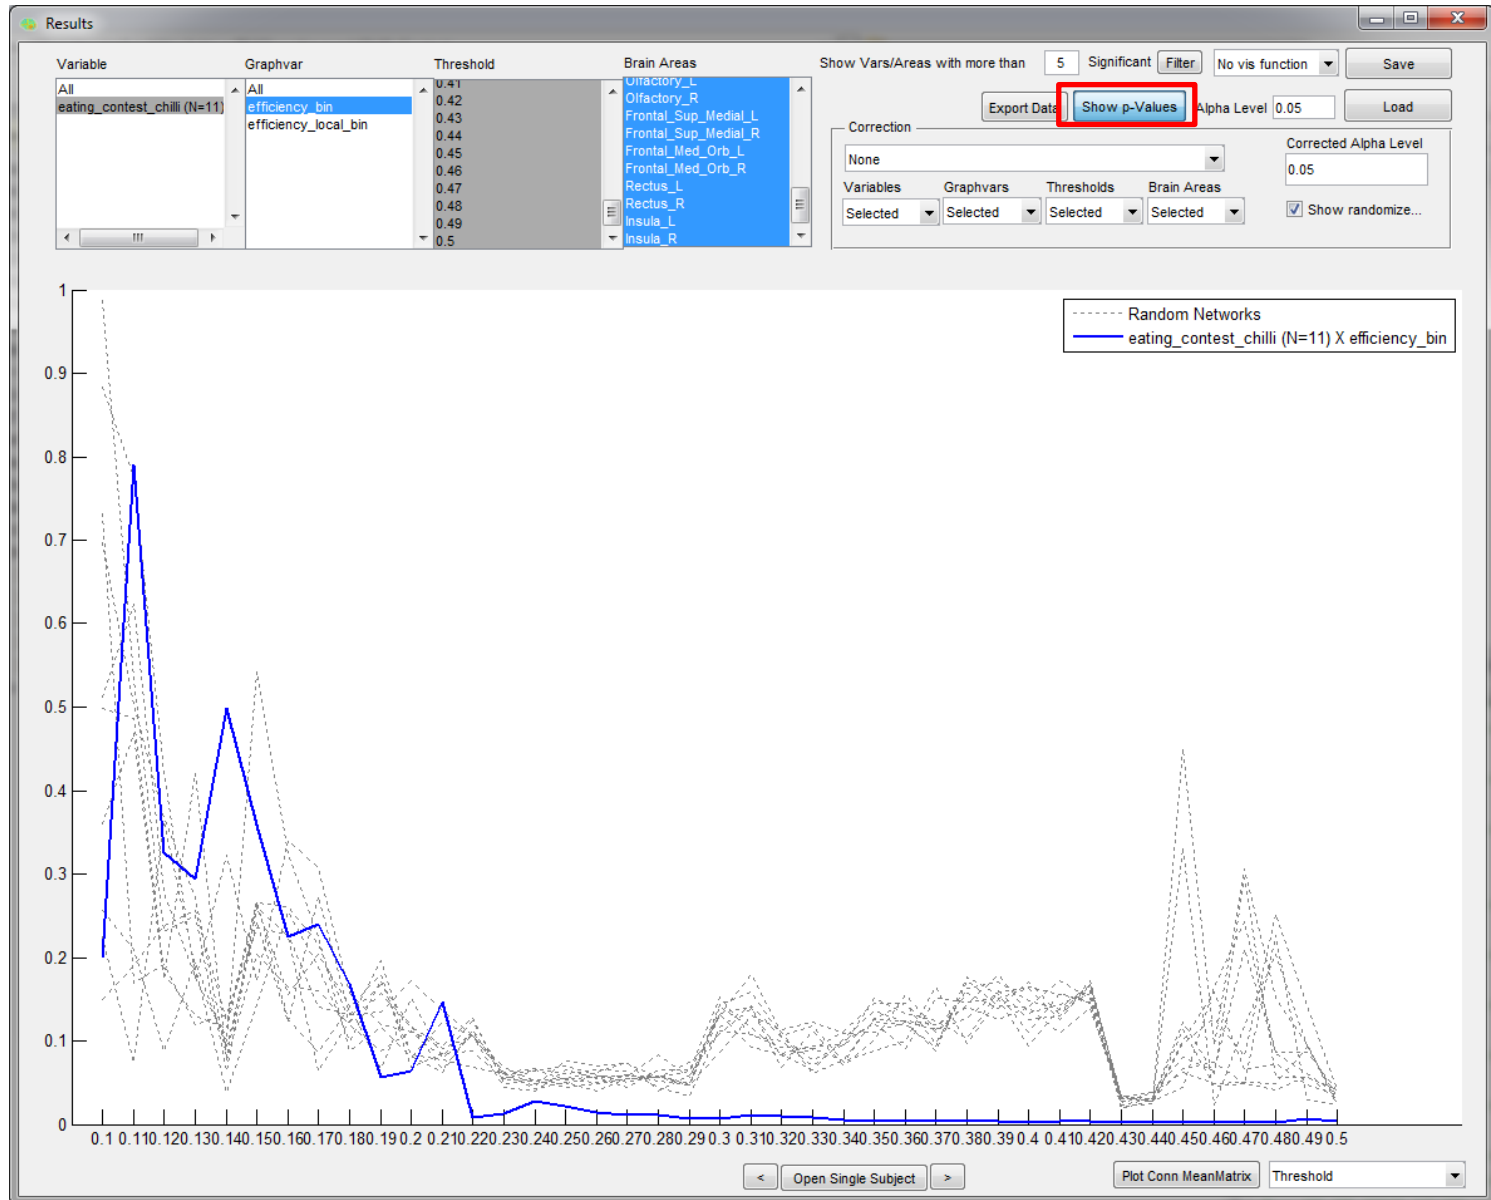 Results
Variable
Graphvar
Threshold
Brain Areas
Show Vars/Areas with more than
5
Significant
Filter
No vis function
Save
All
eating_contest_chilli (N=11)
All
efficiency_bin
efficiency_local_bin
0.41
0.42
0.43
0.44
0.45
0.46
0.47
0.48
0.49
0.5
Olfactory_L
Olfactory_R
Frontal_Sup_Medial_L
Frontal_Sup_Medial_R
Frontal_Med_Orb_L
Frontal_Med_Orb_R
Rectus_L
Rectus_R
Insula_L
Insula_R
Export Data
Show p-Values
Alpha Level
0.05
Load
Correction
None
Corrected Alpha Level
0.05
Variables
Graphvars
Thresholds
Brain Areas
Selected
Selected
Selected
Selected
Show randomize...
Random Networks
eating_contest_chilli (N=11) X efficiency_bin
1
0.9
0.8
0.7
0.6
0.5
0.4
0.3
0.2
0.1
0
0.1 0.110.120.130.140.150.160.170.180.19 0.2 0.210.220.230.240.250.260.270.280.29 0.3 0.310.320.330.340.350.360.370.380.39 0.4 0.410.420.430.440.450.460.470.480.49 0.5
<
Open Single Subject
>
Plot Conn MeanMatrix
Threshold